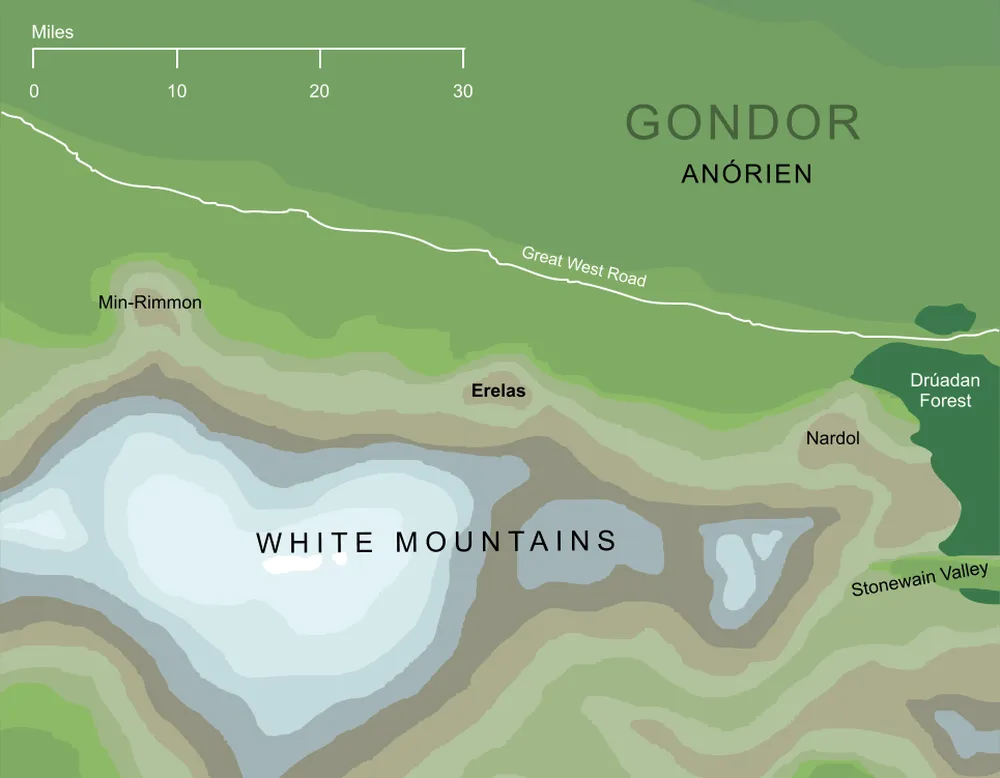 Miles
0 10 20 30
GONDOR
ANÓRIEN
Great West Road
Min-Rimmon
Erelas
Drúadan
Forest
Nardol
WHITE MOUNTAINS
Stonewain Valley